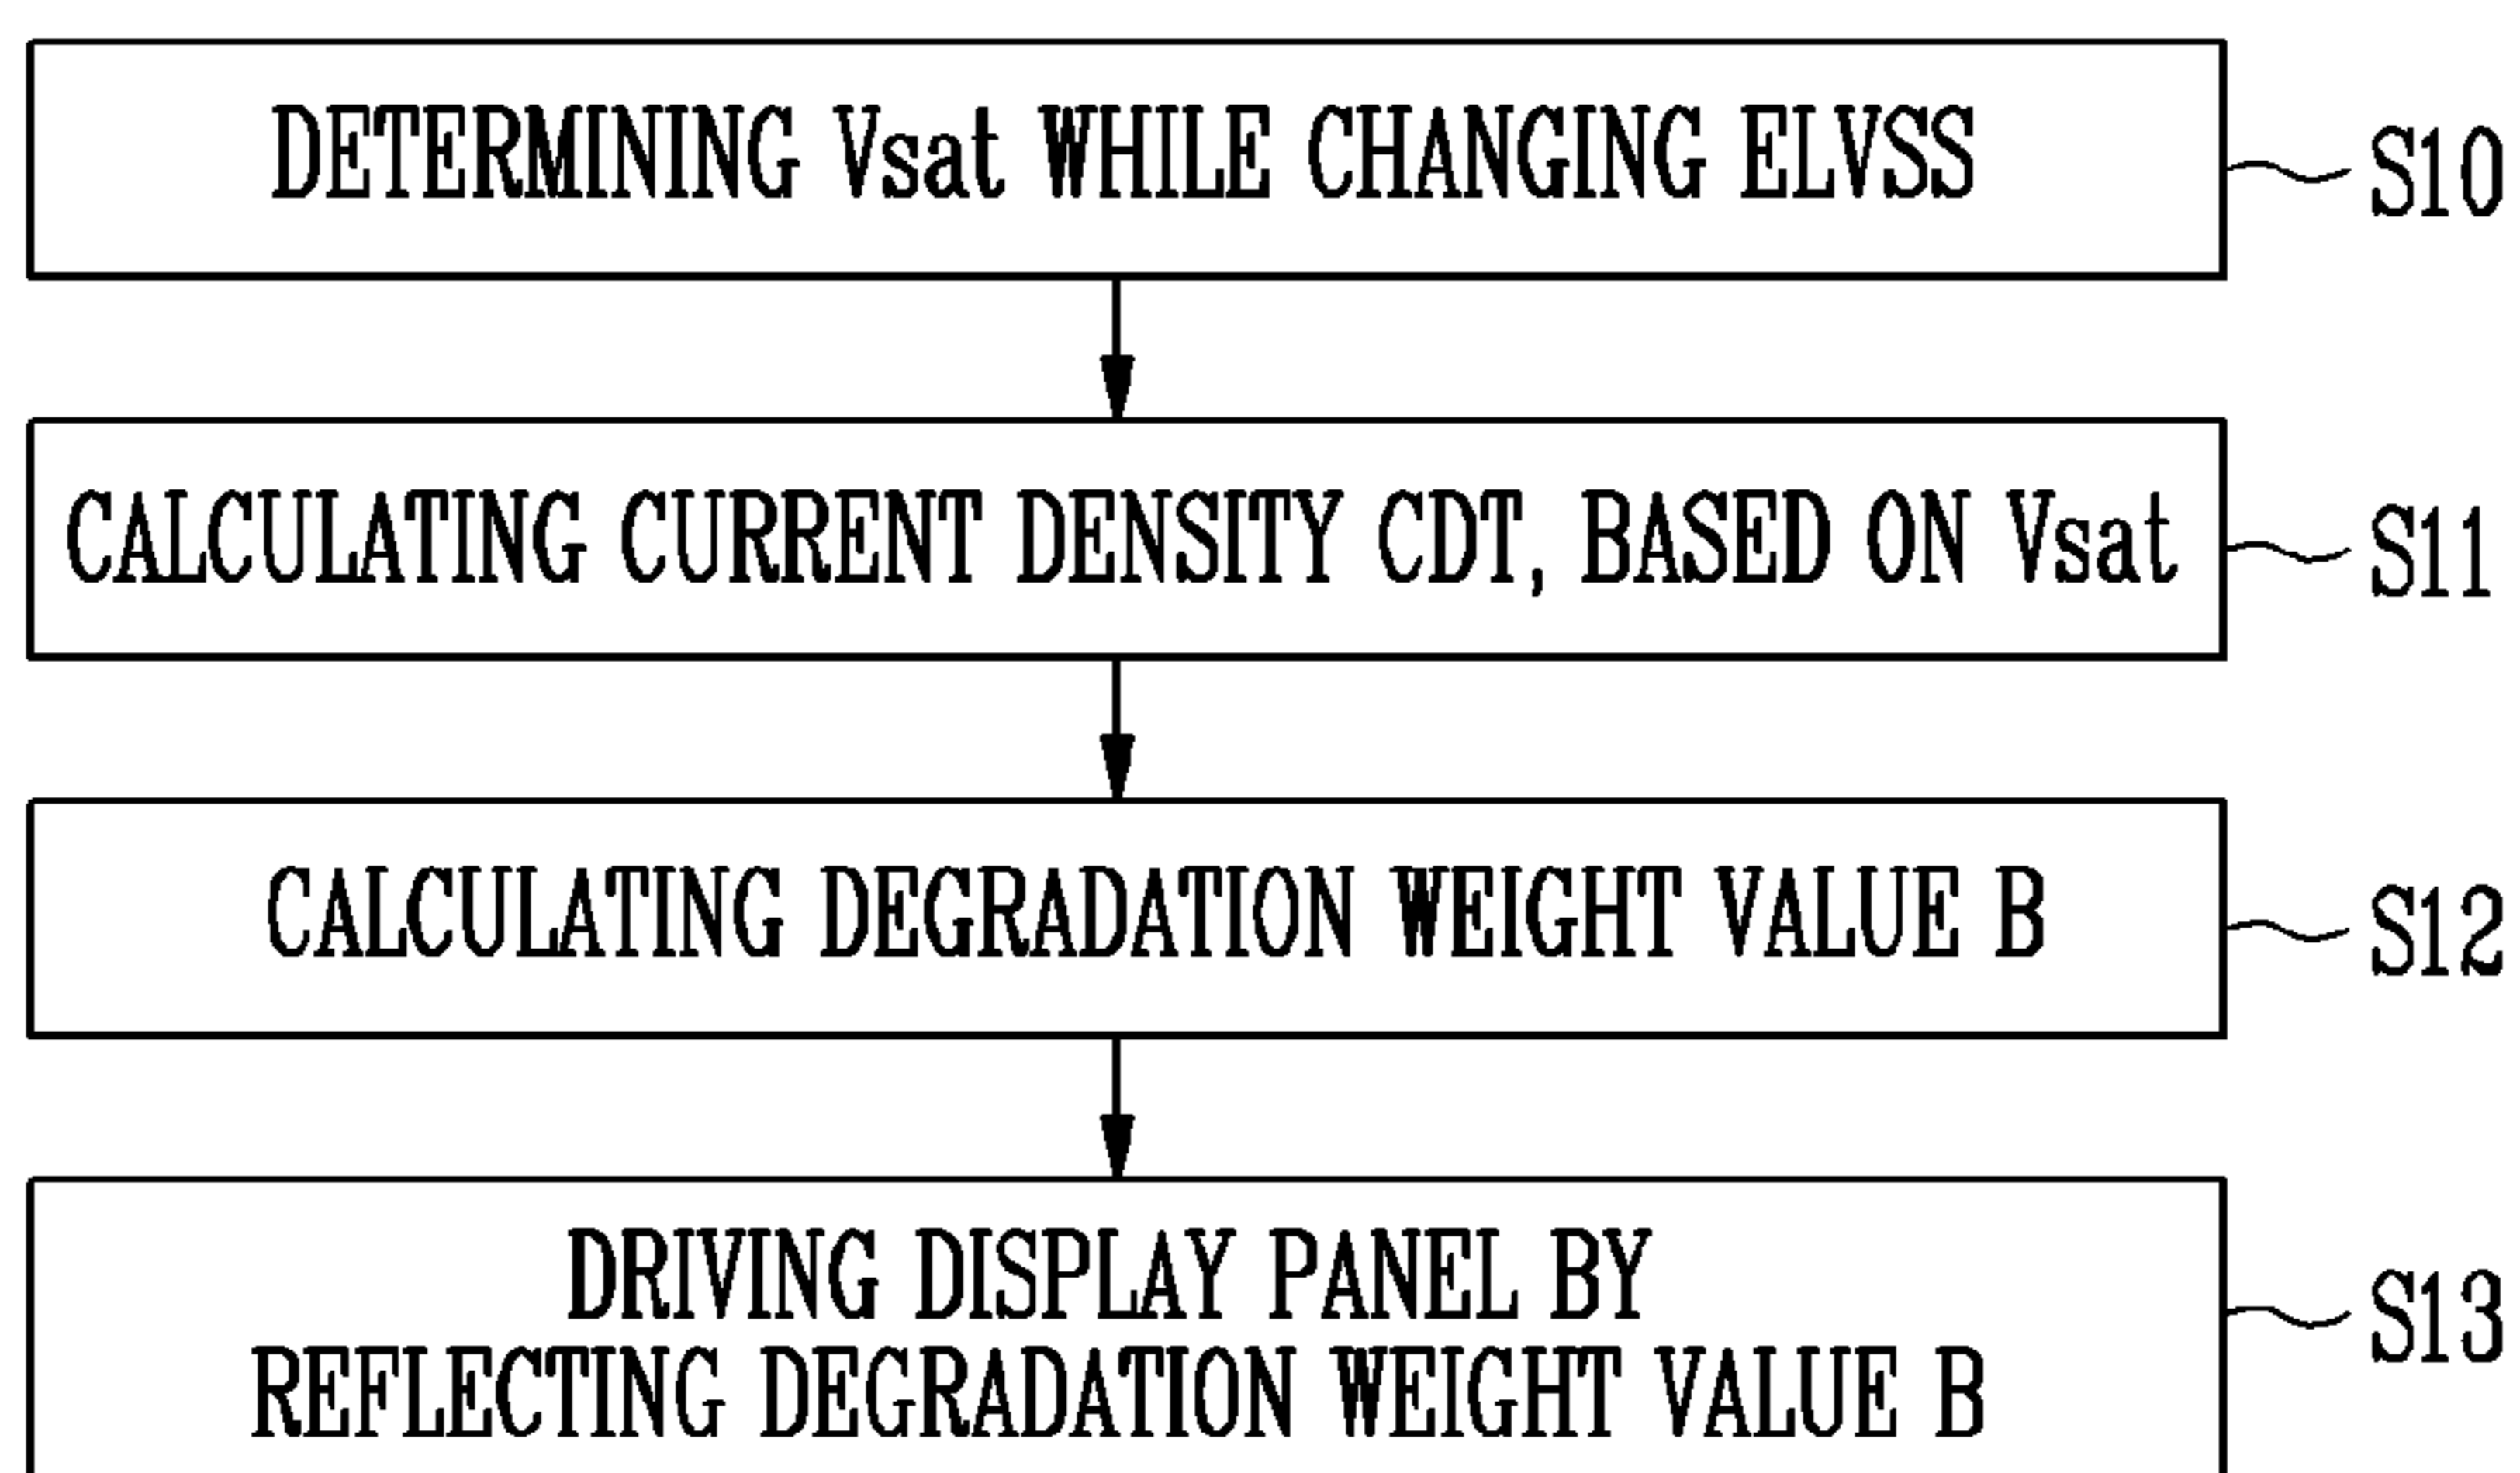 DETERMINING Vsat WHILE CHANGING ELVSS
S10
CALCULATING CURRENT DENSITY CDT, BASED ON Vsat
S11
CALCULATING DEGRADATION WEIGHT VALUE B
S12
DRIVING DISPLAY PANEL BY
REFLECTING DEGRADATION WEIGHT VALUE B
S13